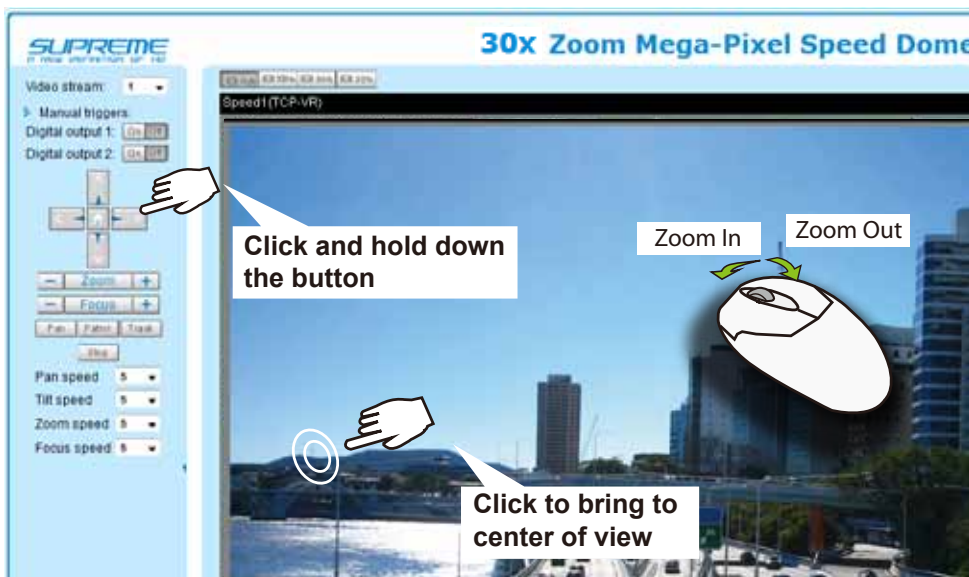 SUPREME
30x Zoom Mega-Pixel Speed Dome
Video stream: 1
Manual triggers:
Digital output 1: On Off
Digital output 2: On Off
Speed1(TCP-VR)
Click and hold down
the button
Zoom In
Zoom Out
− Zoom +
− Focus +
Pan Patrol Track
Stop
Pan speed 5
Tilt speed 5
Zoom speed 5
Focus speed 5
Click to bring to
center of view